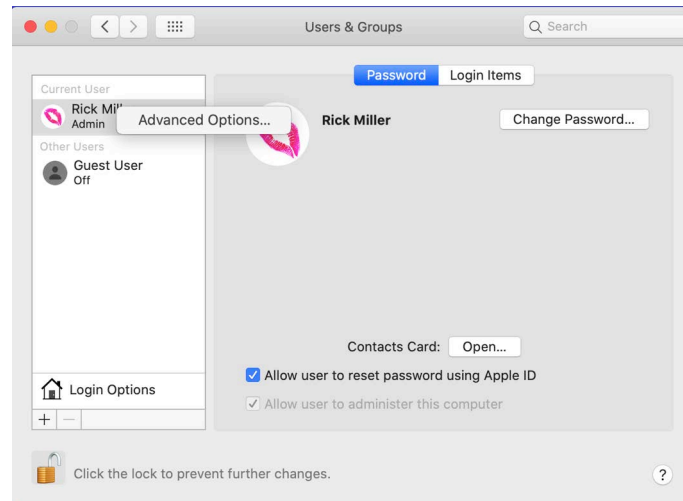 Users & Groups
Search
Password Login Items
Current User
Rick
Admin
Advanced Options...
Rick Miller
Change Password...
Other Users
Guest User
Off
Contacts Card: Open...
Allow user to reset password using Apple ID
Allow user to administer this computer
Login Options
+ −
Click the lock to prevent further changes.
?